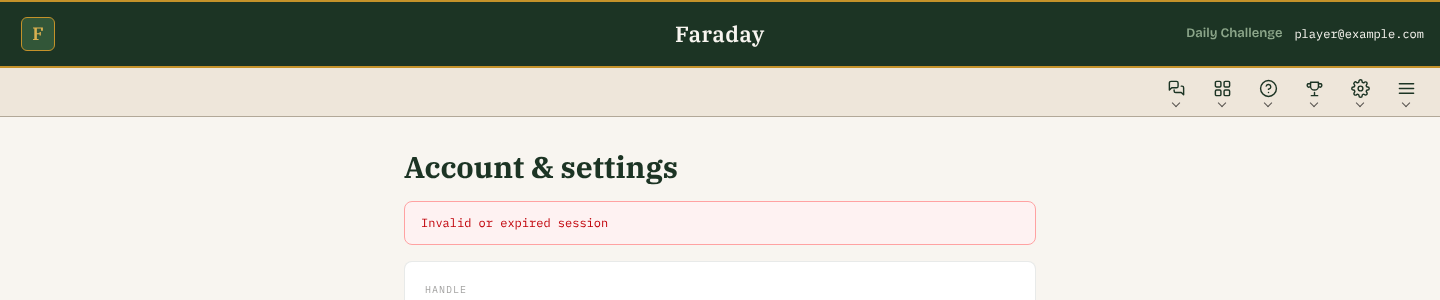 F
Faraday
Daily Challenge
player@example.com
Account & settings
Invalid or expired session
HANDLE